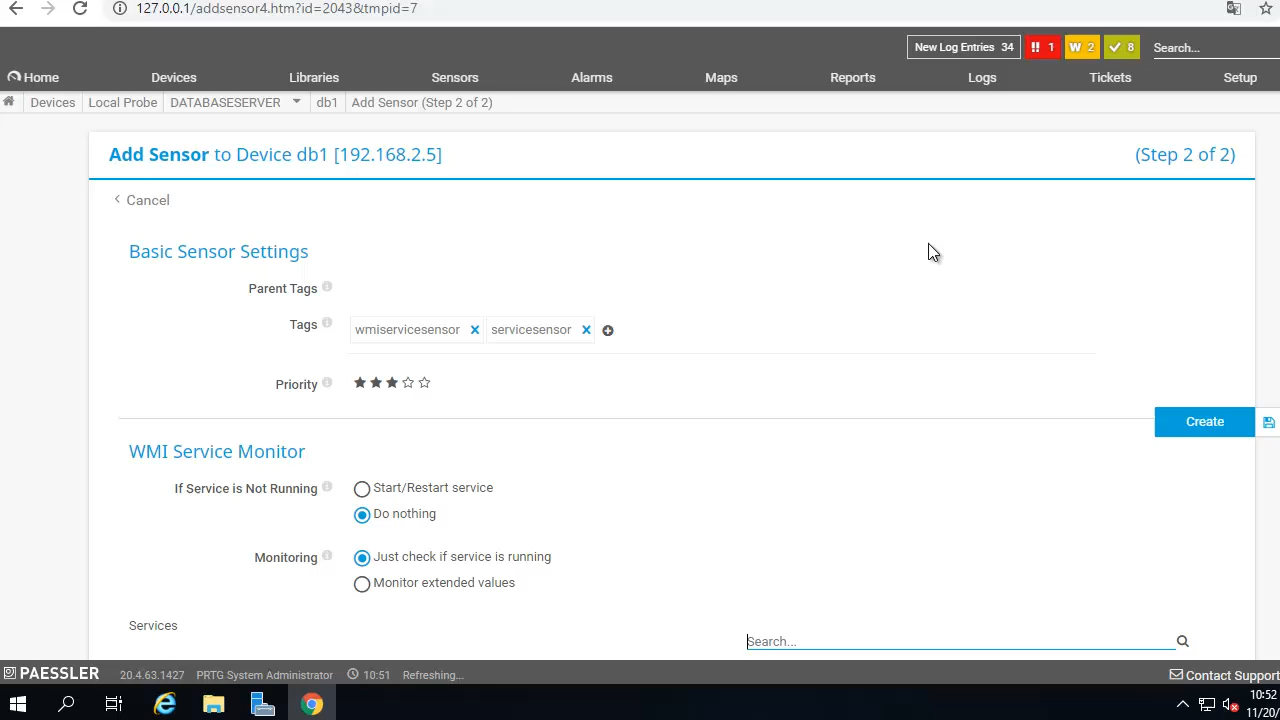 127.0.0.1/addsensor4.htm?id=2043&tmpid=7
New Log Entries 34 !! 1 W 2 8 Search...
Home Devices Libraries Sensors Alarms Maps Reports Logs Tickets Setup
Devices Local Probe DATABASESERVER db1 Add Sensor (Step 2 of 2)
Add Sensor to Device db1 [192.168.2.5] (Step 2 of 2)
Cancel
Basic Sensor Settings
Parent Tags
Tags wmiservicesensor servicesensor
Priority
Create
WMI Service Monitor
If Service is Not Running Start/Restart service
Do nothing
Monitoring Just check if service is running
Monitor extended values
Services
Search...
PAESSLER 20.4.63.1427 PRTG System Administrator 10:51 Refreshing... Contact Support
10:52
11/20/